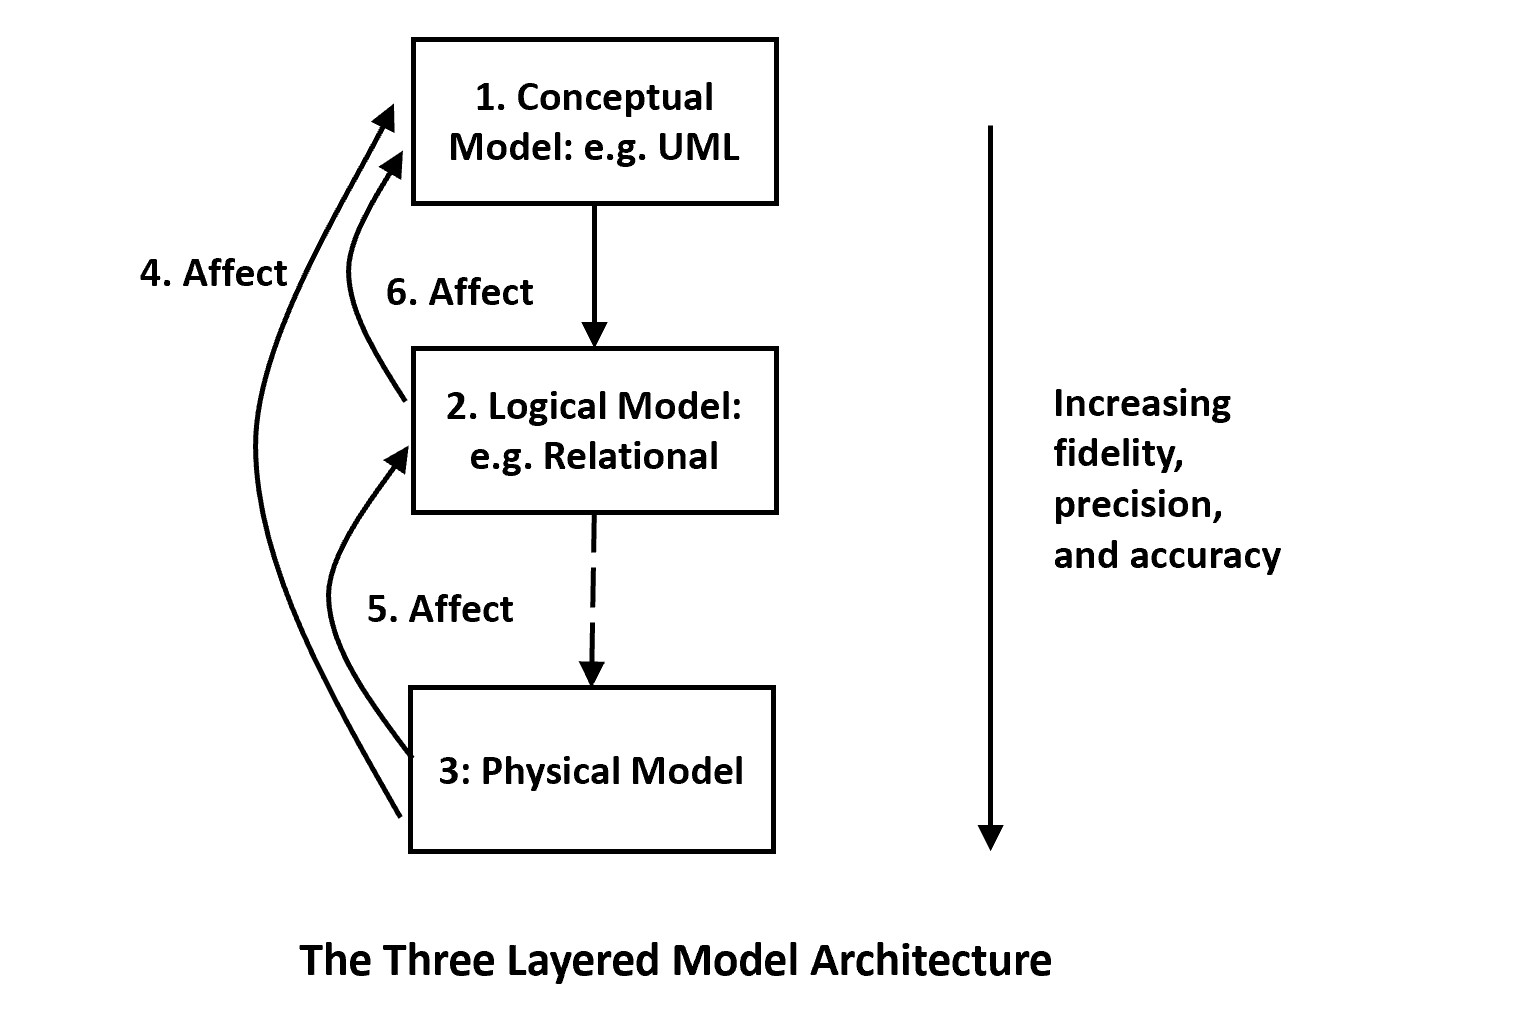 1. Conceptual
Model: e.g. UML
4. Affect
6. Affect
2. Logical Model:
e.g. Relational
Increasing
fidelity,
precision,
and accuracy
5. Affect
3: Physical Model
The Three Layered Model Architecture